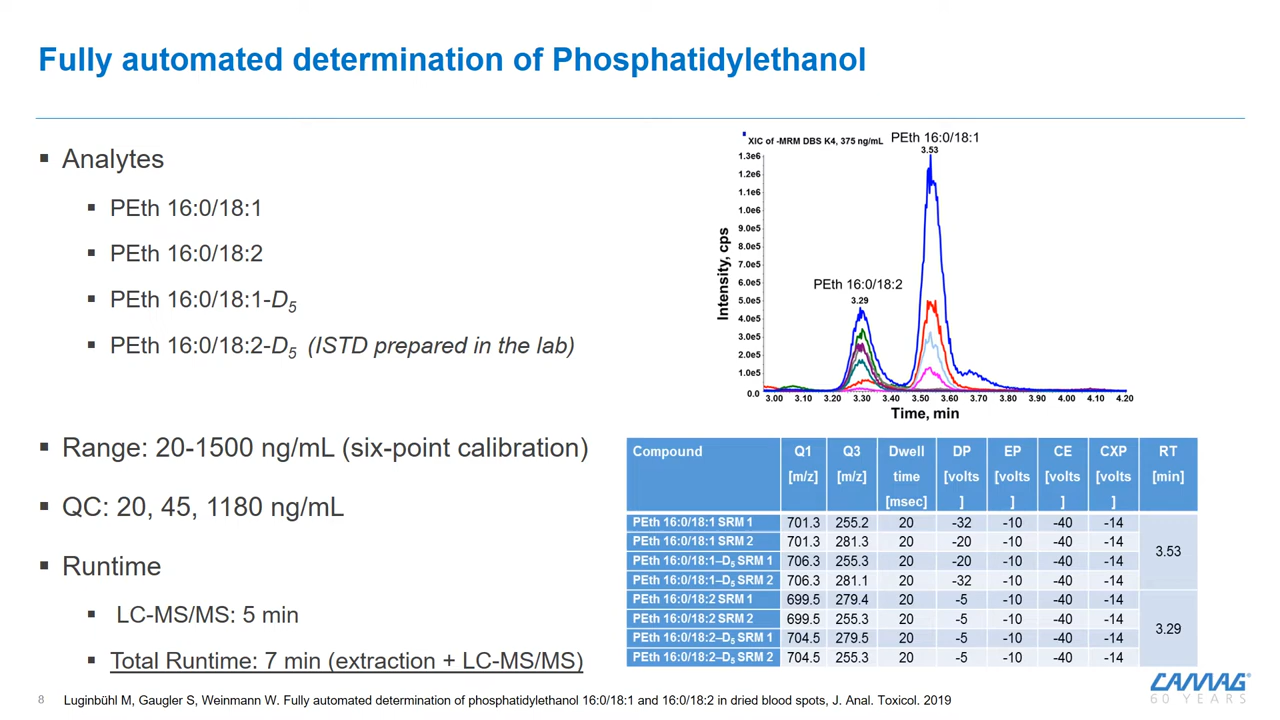 Fully automated determination of Phosphatidylethanol
▪ Analytes
▪ PEth 16:0/18:1
▪ PEth 16:0/18:2
▪ PEth 16:0/18:1-D5
▪ PEth 16:0/18:2-D5 (ISTD prepared in the lab)
▪ Range: 20-1500 ng/mL (six-point calibration)
▪ QC: 20, 45, 1180 ng/mL
▪ Runtime
▪ LC-MS/MS: 5 min
▪ Total Runtime: 7 min (extraction + LC-MS/MS)
XIC of -MRM DBS K4, 375 ng/mL
PEth 16:0/18:1
3.53
PEth 16:0/18:2
3.29
Intensity, cps
1.3e6
1.2e6
1.1e6
1.0e6
9.0e5
8.0e5
7.0e5
6.0e5
5.0e5
4.0e5
3.0e5
2.0e5
1.0e5
0.0
3.00 3.10 3.20 3.30 3.40 3.50 3.60 3.70 3.80 3.90 4.00 4.10 4.20
Time, min
Compound Q1 Q3 Dwell DP EP CE CXP RT
[m/z] [m/z] time [volts [volts [volts [volts [min]
[msec] ] ] ] ]
PEth 16:0/18:1 SRM 1 701.3 255.2 20 -32 -10 -40 -14
PEth 16:0/18:1 SRM 2 701.3 281.3 20 -20 -10 -40 -14
3.53
PEth 16:0/18:1–D5 SRM 1 706.3 255.3 20 -20 -10 -40 -14
PEth 16:0/18:1–D5 SRM 2 706.3 281.1 20 -32 -10 -40 -14
PEth 16:0/18:2 SRM 1 699.5 279.4 20 -5 -10 -40 -14
PEth 16:0/18:2 SRM 2 699.5 255.3 20 -5 -10 -40 -14
3.29
PEth 16:0/18:2–D5 SRM 1 704.5 279.5 20 -5 -10 -40 -14
PEth 16:0/18:2–D5 SRM 2 704.5 255.3 20 -5 -10 -40 -14
8 Luginbühl M, Gaugler S, Weinmann W. Fully automated determination of phosphatidylethanol 16:0/18:1 and 16:0/18:2 in dried blood spots, J. Anal. Toxicol. 2019
CAMAG®
60 YEARS